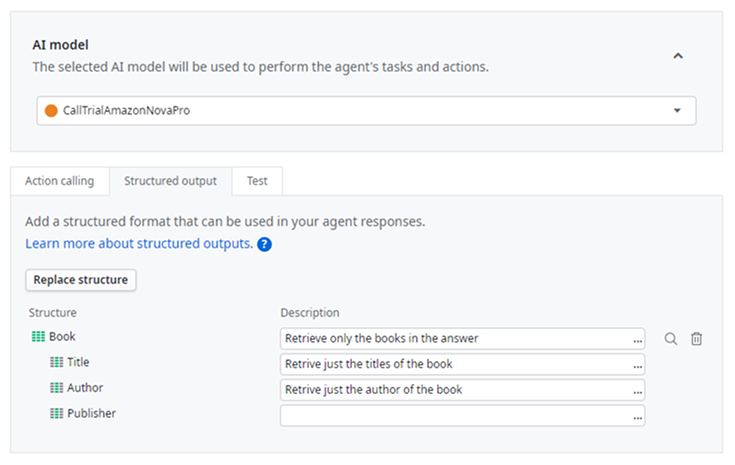 AI model
The selected AI model will be used to perform the agent's tasks and actions.
CallTrialAmazonNovaPro
Action calling Structured output Test
Add a structured format that can be used in your agent responses.
Learn more about structured outputs. ?
Replace structure
Structure Description
Book Retrieve only the books in the answer ...
Title Retrive just the titles of the book ...
Author Retrive just the author of the book ...
Publisher ...